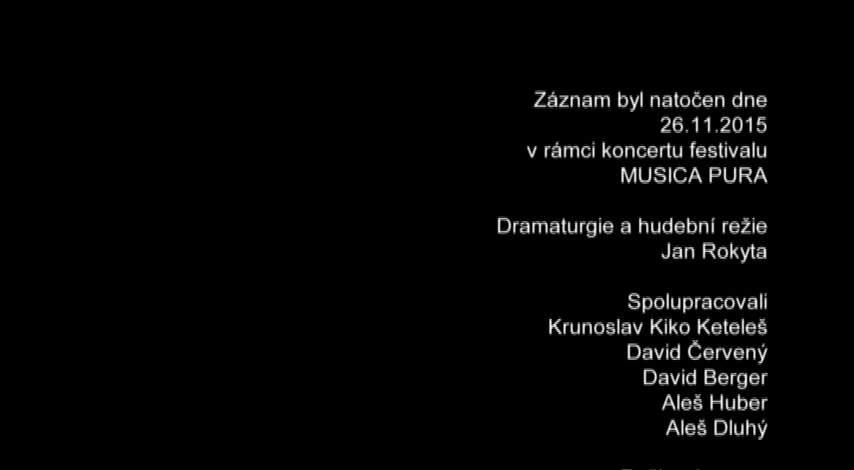 Záznam byl natočen dne
26.11.2015
v rámci koncertu festivalu
MUSICA PURA
Dramaturgie a hudební režie
Jan Rokyta
Spolupracovali
Krunoslav Kiko Keteleš
David Červený
David Berger
Aleš Huber
Aleš Dluhý